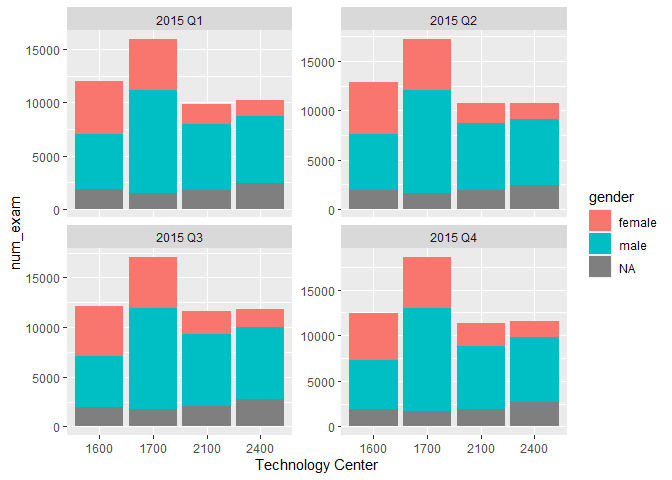 2015 Q1
2015 Q2
15000
10000
5000
0
15000
10000
5000
0
num_exam
gender
female
male
NA
2015 Q3
2015 Q4
15000
10000
5000
0
15000
10000
5000
0
1600 1700 2100 2400
1600 1700 2100 2400
Technology Center